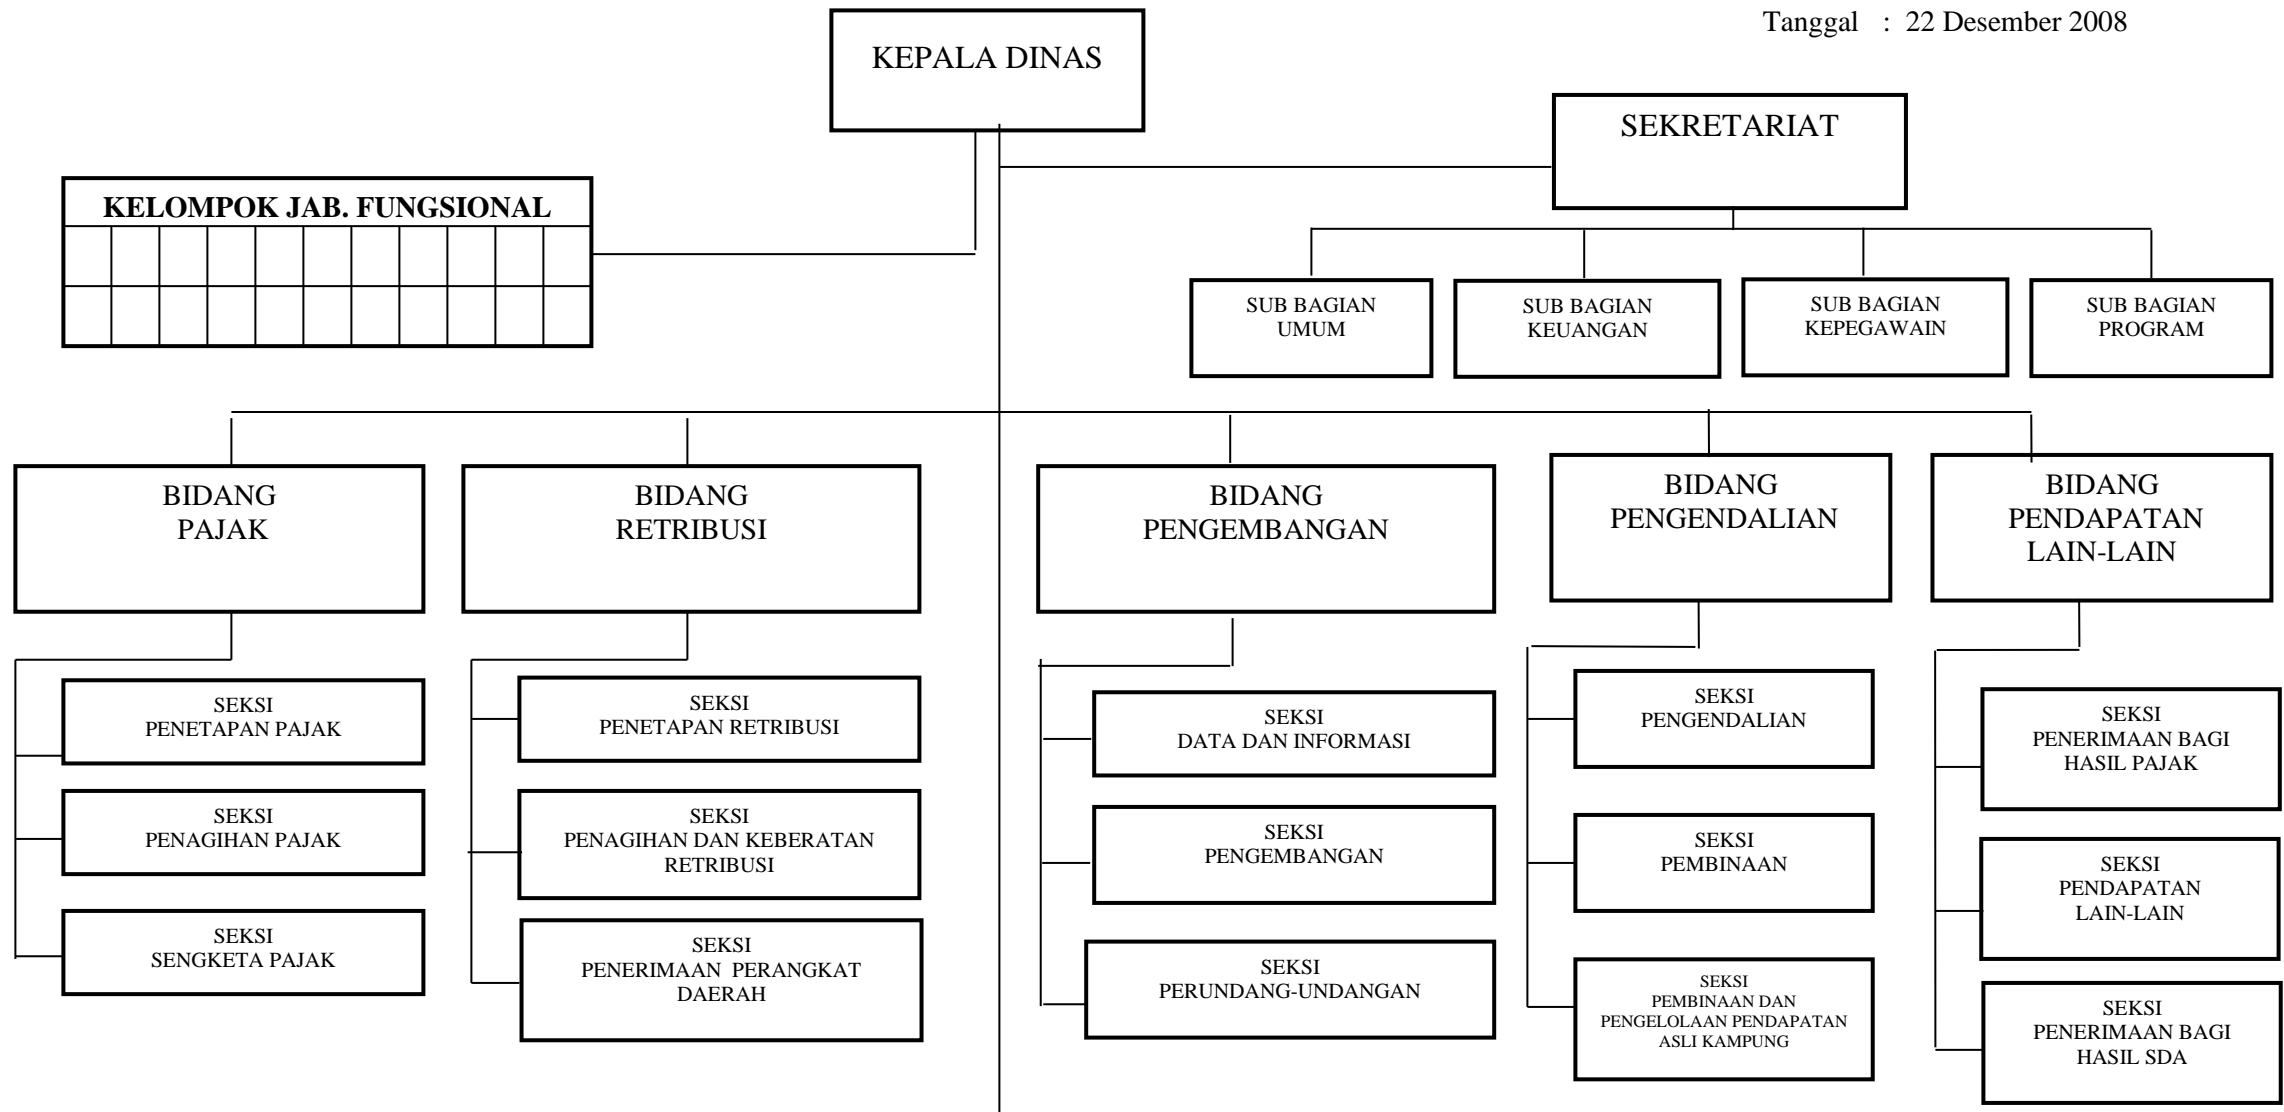 Tanggal : 22 Desember 2008
KEPALA DINAS
SEKRETARIAT
KELOMPOK JAB. FUNGSIONAL
SUB BAGIAN
UMUM
SUB BAGIAN
KEUANGAN
SUB BAGIAN
KEPEGAWAIN
SUB BAGIAN
PROGRAM
BIDANG
PAJAK
BIDANG
RETRIBUSI
BIDANG
PENGEMBANGAN
BIDANG
PENGENDALIAN
BIDANG
PENDAPATAN
LAIN-LAIN
SEKSI
PENETAPAN PAJAK
SEKSI
PENAGIHAN PAJAK
SEKSI
SENGKETA PAJAK
SEKSI
PENETAPAN RETRIBUSI
SEKSI
PENAGIHAN DAN KEBERATAN
RETRIBUSI
SEKSI
PENERIMAAN PERANGKAT
DAERAH
SEKSI
DATA DAN INFORMASI
SEKSI
PENGEMBANGAN
SEKSI
PERUNDANG-UNDANGAN
SEKSI
PENGENDALIAN
SEKSI
PEMBINAAN
SEKSI
PEMBINAAN DAN
PENGELOLAAN PENDAPATAN
ASLI KAMPUNG
SEKSI
PENERIMAAN BAGI
HASIL PAJAK
SEKSI
PENDAPATAN
LAIN-LAIN
SEKSI
PENERIMAAN BAGI
HASIL SDA